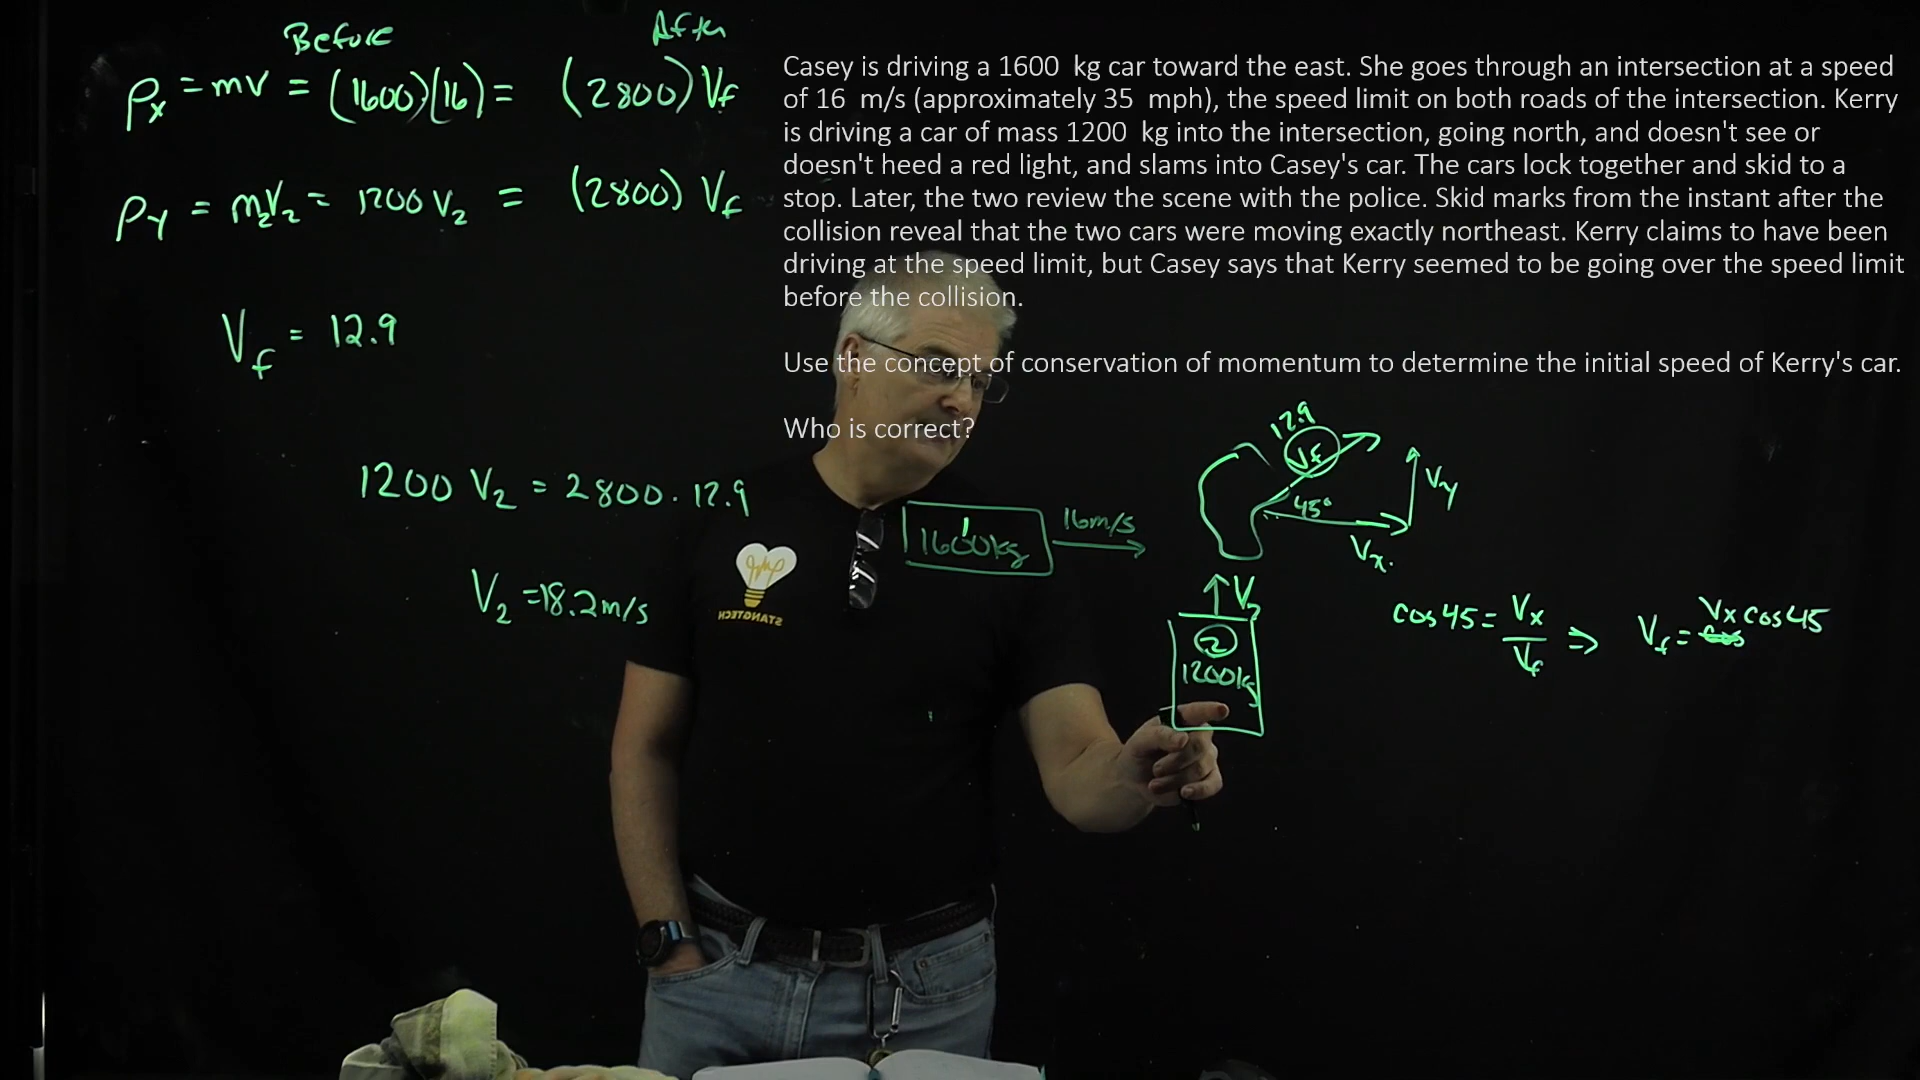 Before After
Px = mv = (1600)(16) = (2800) Vf
PY = m2V2 = 1200 V2 = (2800) Vf
Vf = 12.9
1200 V2 = 2800 . 12.9
V2 = 18.2 m/s
Casey is driving a 1600 kg car toward the east. She goes through an intersection at a speed
of 16 m/s (approximately 35 mph), the speed limit on both roads of the intersection. Kerry
is driving a car of mass 1200 kg into the intersection, going north, and doesn't see or
doesn't heed a red light, and slams into Casey's car. The cars lock together and skid to a
stop. Later, the two review the scene with the police. Skid marks from the instant after the
collision reveal that the two cars were moving exactly northeast. Kerry claims to have been
driving at the speed limit, but Casey says that Kerry seemed to be going over the speed limit
before the collision.
Use the concept of conservation of momentum to determine the initial speed of Kerry's car.
Who is correct?
12.9
Vf
Vy
45°
Vx.
1600kg
16m/s
V2
2
1200kg
cos45 = Vx/Vf ⇒ Vf = Vx cos45
STANGTECH